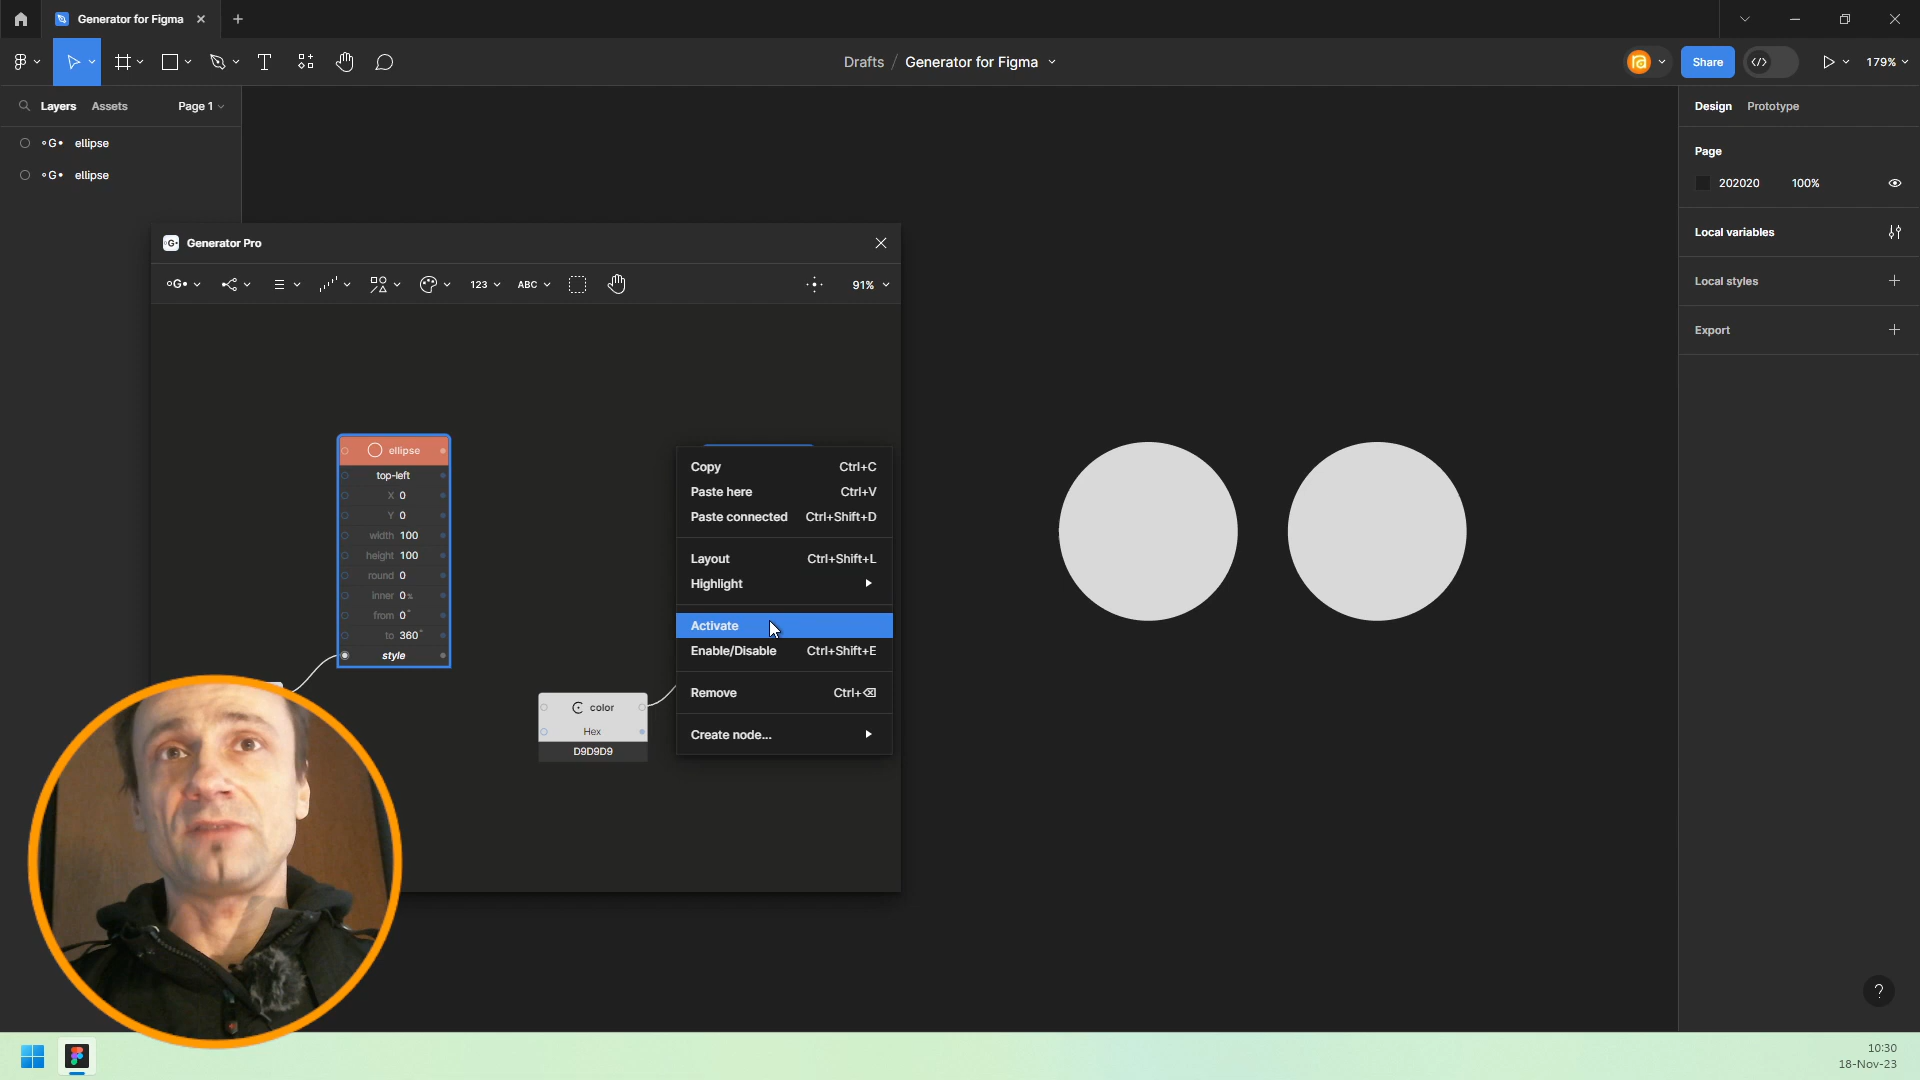 Generator for Figma
Drafts / Generator for Figma
Share
179%
Layers Assets Page 1
G ellipse
G ellipse
Design Prototype
Page
202020 100%
Local variables
Local styles
Export
G Generator Pro
G 123 ABC 91%
ellipse
top-left
X 0
Y 0
width 100
height 100
round 0
inner 0%
from 0°
to 360°
style
color
Hex
D9D9D9
Copy Ctrl+C
Paste here Ctrl+V
Paste connected Ctrl+Shift+D
Layout Ctrl+Shift+L
Highlight
Activate
Enable/Disable Ctrl+Shift+E
Remove Ctrl+⌫
Create node...
?
10:30
18-Nov-23